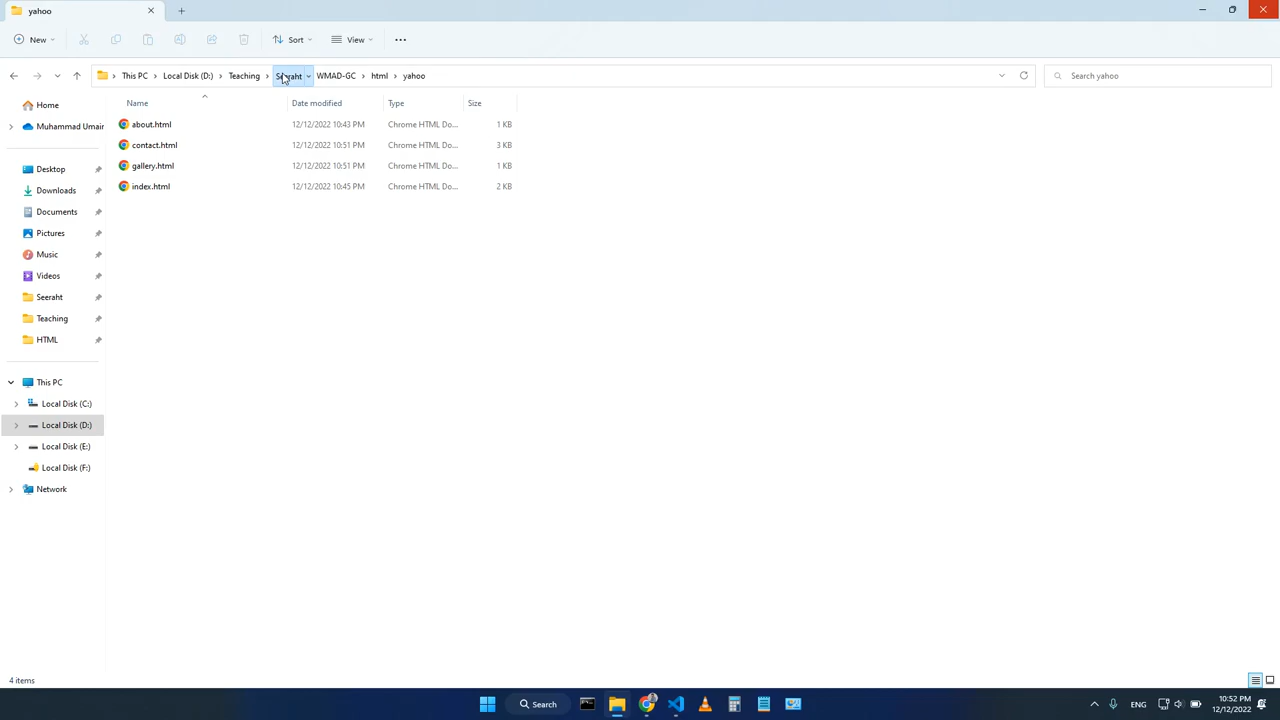 yahoo
New
Sort
View
This PC
Local Disk (D:)
Teaching
Seeraht
WMAD-GC
html
yahoo
Search yahoo
Name
Date modified
Type
Size
about.html
12/12/2022 10:43 PM
Chrome HTML Do...
1 KB
contact.html
12/12/2022 10:51 PM
Chrome HTML Do...
3 KB
gallery.html
12/12/2022 10:51 PM
Chrome HTML Do...
1 KB
index.html
12/12/2022 10:45 PM
Chrome HTML Do...
2 KB
Home
Muhammad Umair
Desktop
Downloads
Documents
Pictures
Music
Videos
Seeraht
Teaching
HTML
This PC
Local Disk (C:)
Local Disk (D:)
Local Disk (E:)
Local Disk (F:)
Network
4 items
Search
ENG
10:52 PM
12/12/2022